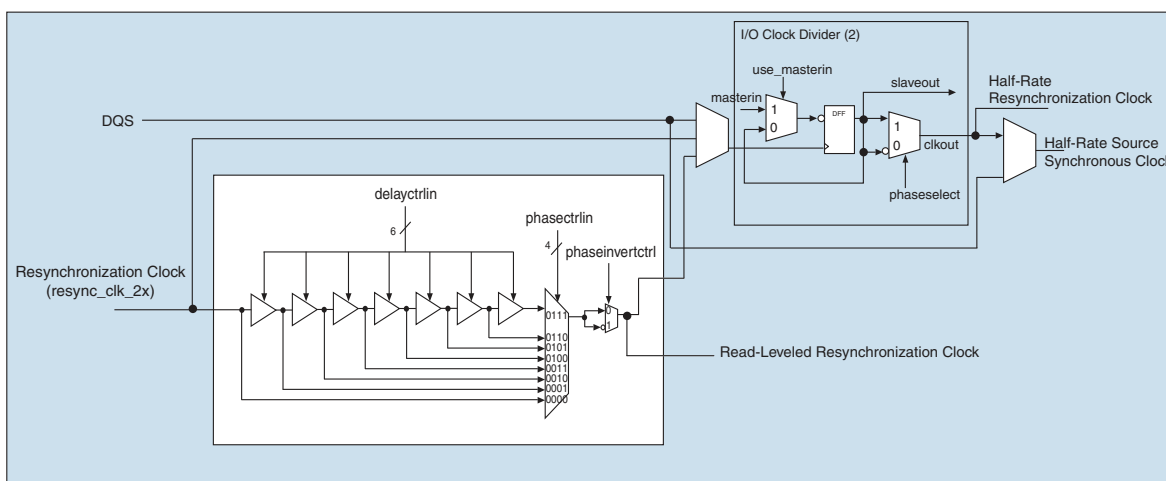 I/O Clock Divider (2)
use_masterin
masterin
slaveout
Half-Rate
Resynchronization Clock
DQS
1
0
DFF
1
0
clkout
Half-Rate Source
Synchronous Clock
phaseselect
delayctrlin
6
phasectrlin
4
phaseinvertctrl
Resynchronization Clock
(resync_clk_2x)
0
1
0111
0110
0101
0100
0011
0010
0001
0000
Read-Leveled Resynchronization Clock